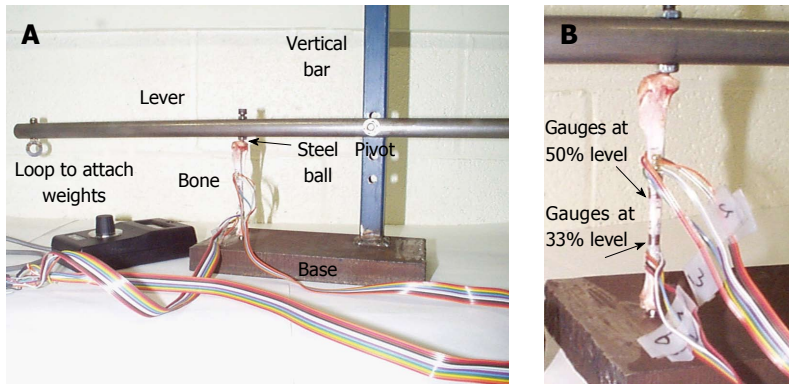 A
Vertical
bar
Lever
Steel
ball
Pivot
Loop to attach
weights
Bone
Base
B
Gauges at
50% level
Gauges at
33% level